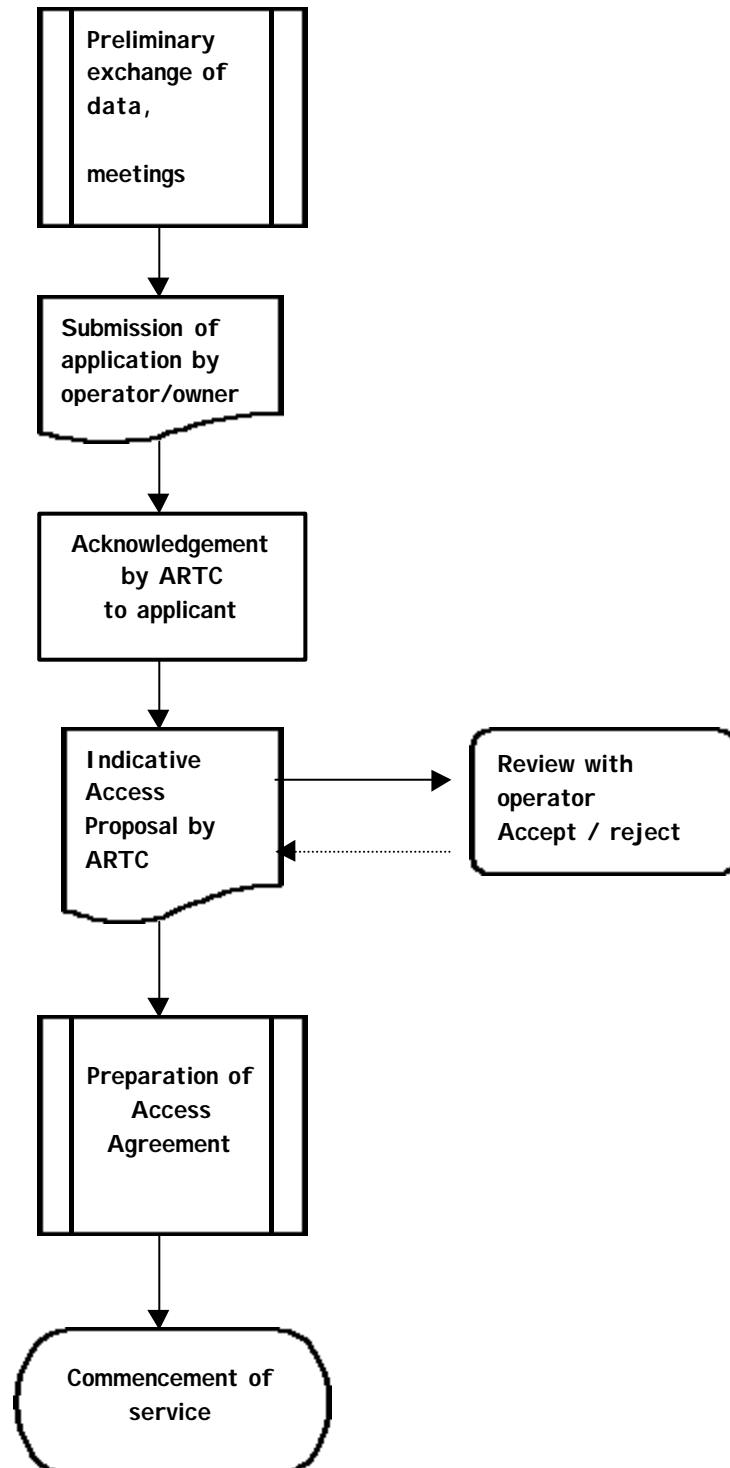 Preliminary
exchange of
data,
meetings
Submission of
application by
operator/owner
Acknowledgement
by ARTC
to applicant
Indicative
Access
Proposal by
ARTC
Review with
operator
Accept / reject
Preparation of
Access
Agreement
Commencement of
service